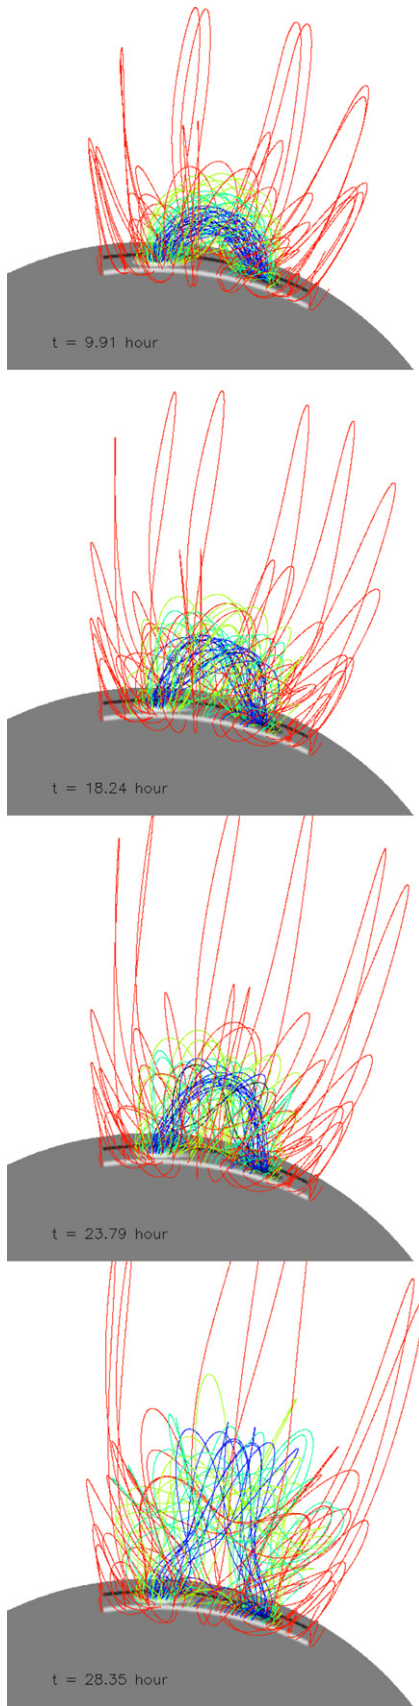 t = 9.91 hour
t = 18.24 hour
t = 23.79 hour
t = 28.35 hour